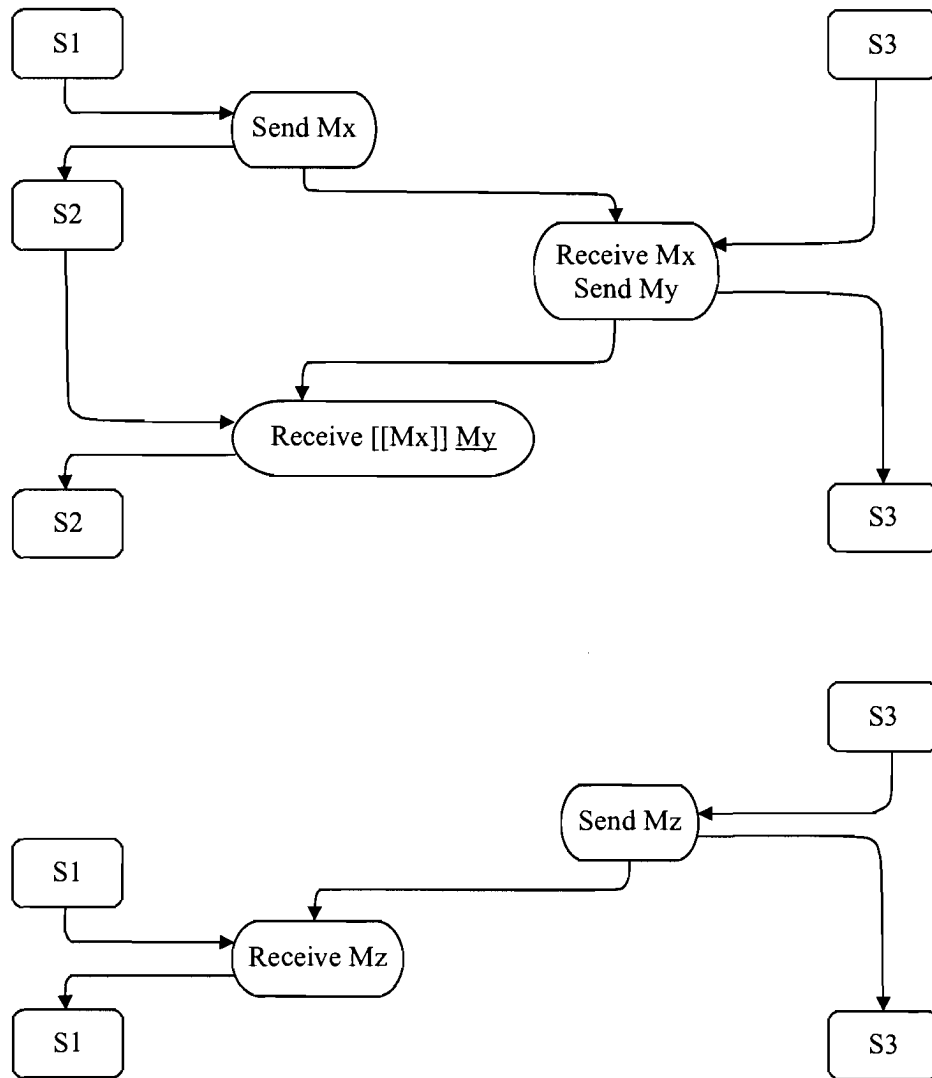 S1
S3
Send Mx
S2
Receive Mx
Send My
Receive [[Mx]] My
S2
S3
S3
Send Mz
S1
Receive Mz
S1
S3